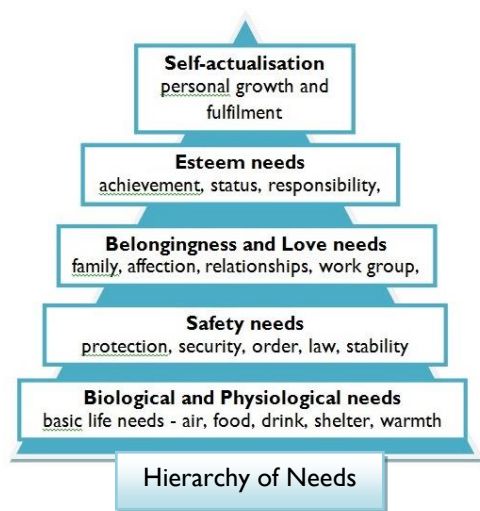 Self-actualisation
personal growth and
fulfilment
Esteem needs
achievement, status, responsibility,
Belongingness and Love needs
family, affection, relationships, work group,
Safety needs
protection, security, order, law, stability
Biological and Physiological needs
basic life needs - air, food, drink, shelter, warmth
Hierarchy of Needs